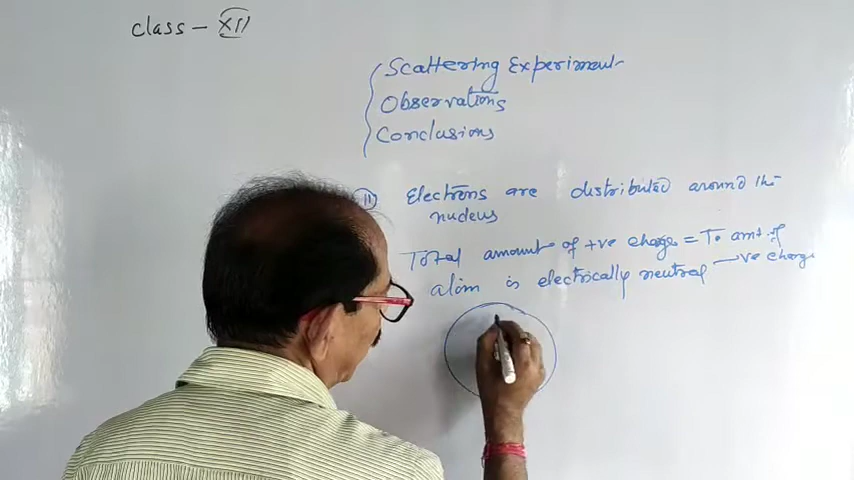 class - XII
Scattering Experiment
Observations
Conclusions
(II) Electrons are distributed around the
nucleus
Total amount of +ve charge = To amt. of
atom is electrically neutral -ve charge